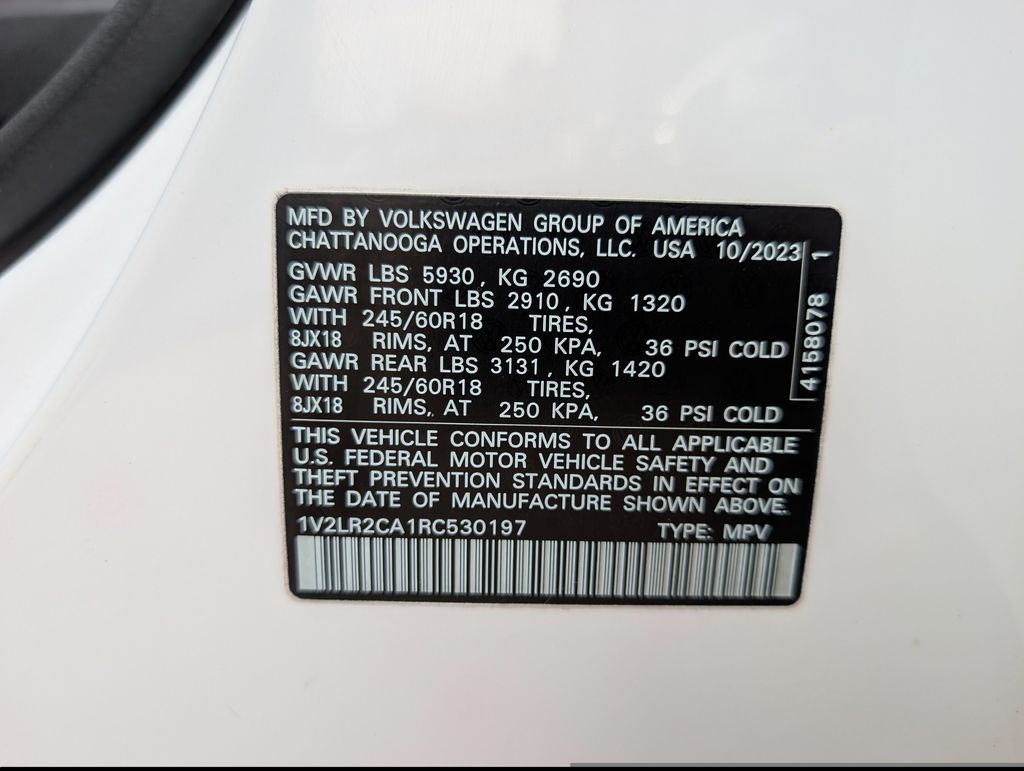 MFD BY VOLKSWAGEN GROUP OF AMERICA
CHATTANOOGA OPERATIONS, LLC. USA 10/2023
GVWR LBS 5930, KG 2690
GAWR FRONT LBS 2910, KG 1320
WITH 245/60R18 TIRES,
8JX18 RIMS, AT 250 KPA, 36 PSI COLD
GAWR REAR LBS 3131, KG 1420
WITH 245/60R18 TIRES,
8JX18 RIMS, AT 250 KPA, 36 PSI COLD
4158078 1
THIS VEHICLE CONFORMS TO ALL APPLICABLE
U.S. FEDERAL MOTOR VEHICLE SAFETY AND
THEFT PREVENTION STANDARDS IN EFFECT ON
THE DATE OF MANUFACTURE SHOWN ABOVE.
1V2LR2CA1RC530197 TYPE: MPV